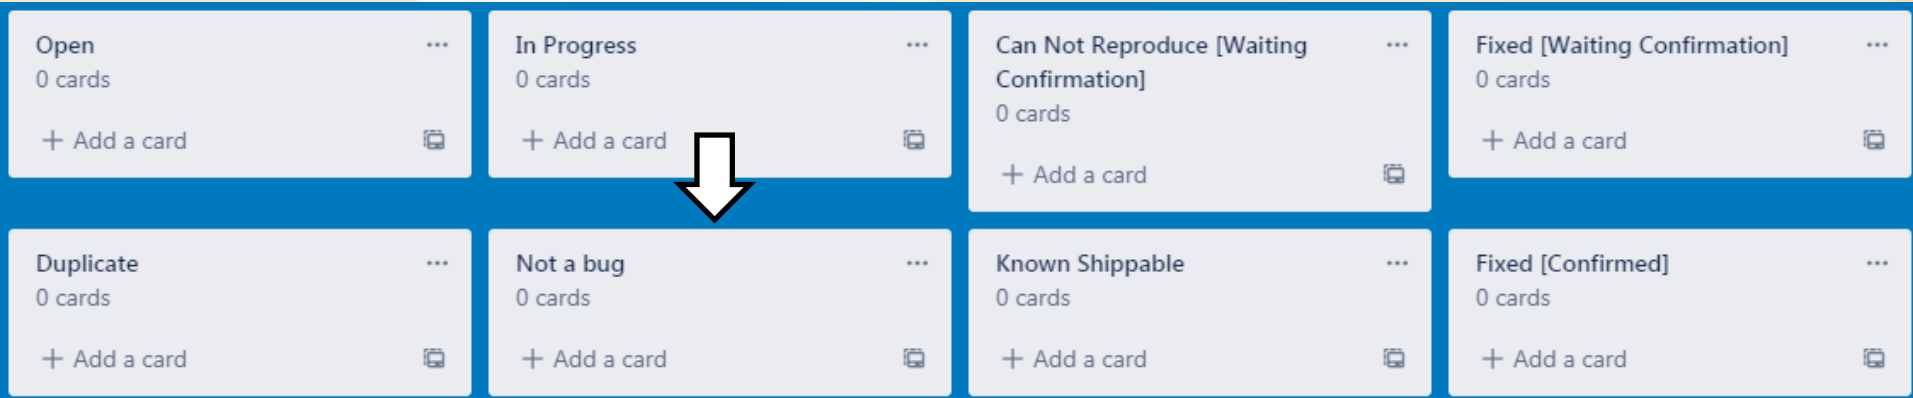 Open
0 cards
+ Add a card
In Progress
0 cards
+ Add a card
Can Not Reproduce [Waiting
Confirmation]
0 cards
+ Add a card
Fixed [Waiting Confirmation]
0 cards
+ Add a card
Duplicate
0 cards
+ Add a card
Not a bug
0 cards
+ Add a card
Known Shippable
0 cards
+ Add a card
Fixed [Confirmed]
0 cards
+ Add a card